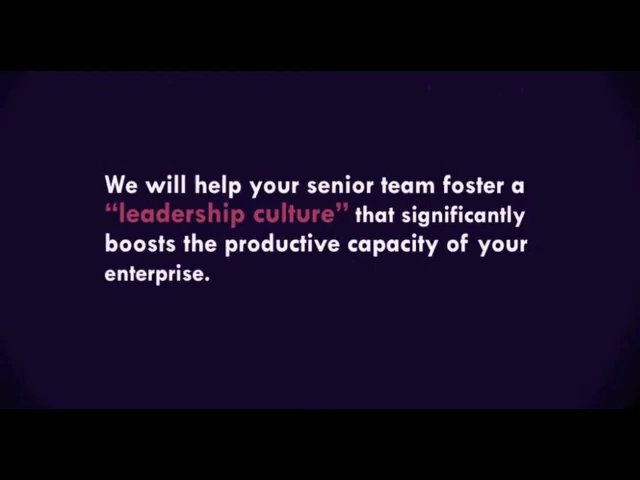 We will help your senior team foster a
“leadership culture” that significantly
boosts the productive capacity of your
enterprise.